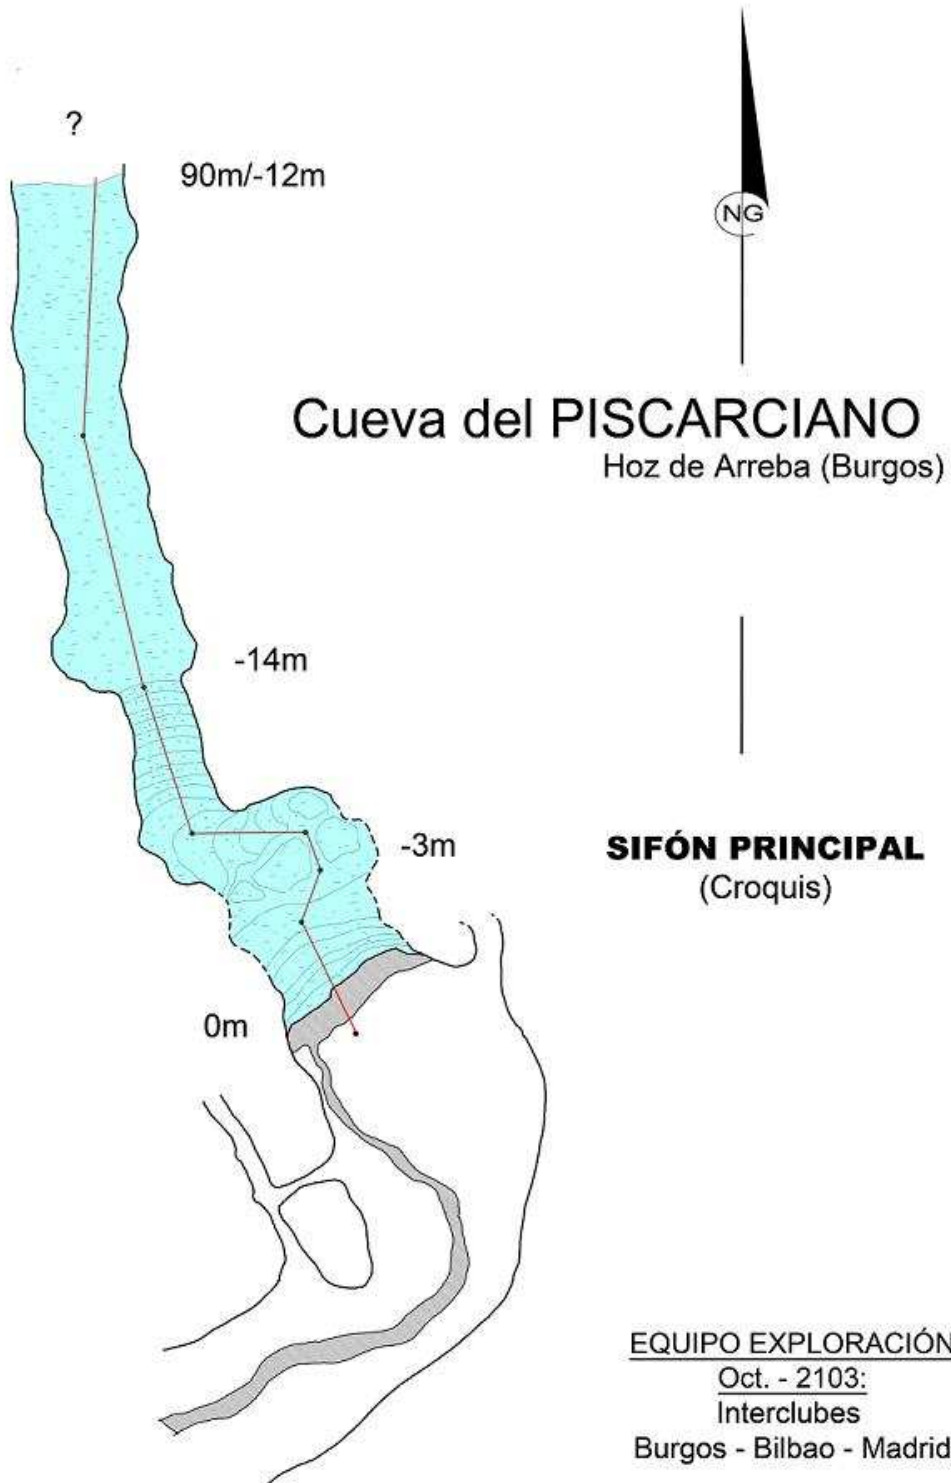 ?
90m/-12m
NG
Cueva del PISCARCIANO
Hoz de Arreba (Burgos)
-14m
-3m
SIFÓN PRINCIPAL
(Croquis)
0m
EQUIPO EXPLORACIÓN
Oct. - 2103:
Interclubes
Burgos - Bilbao - Madrid